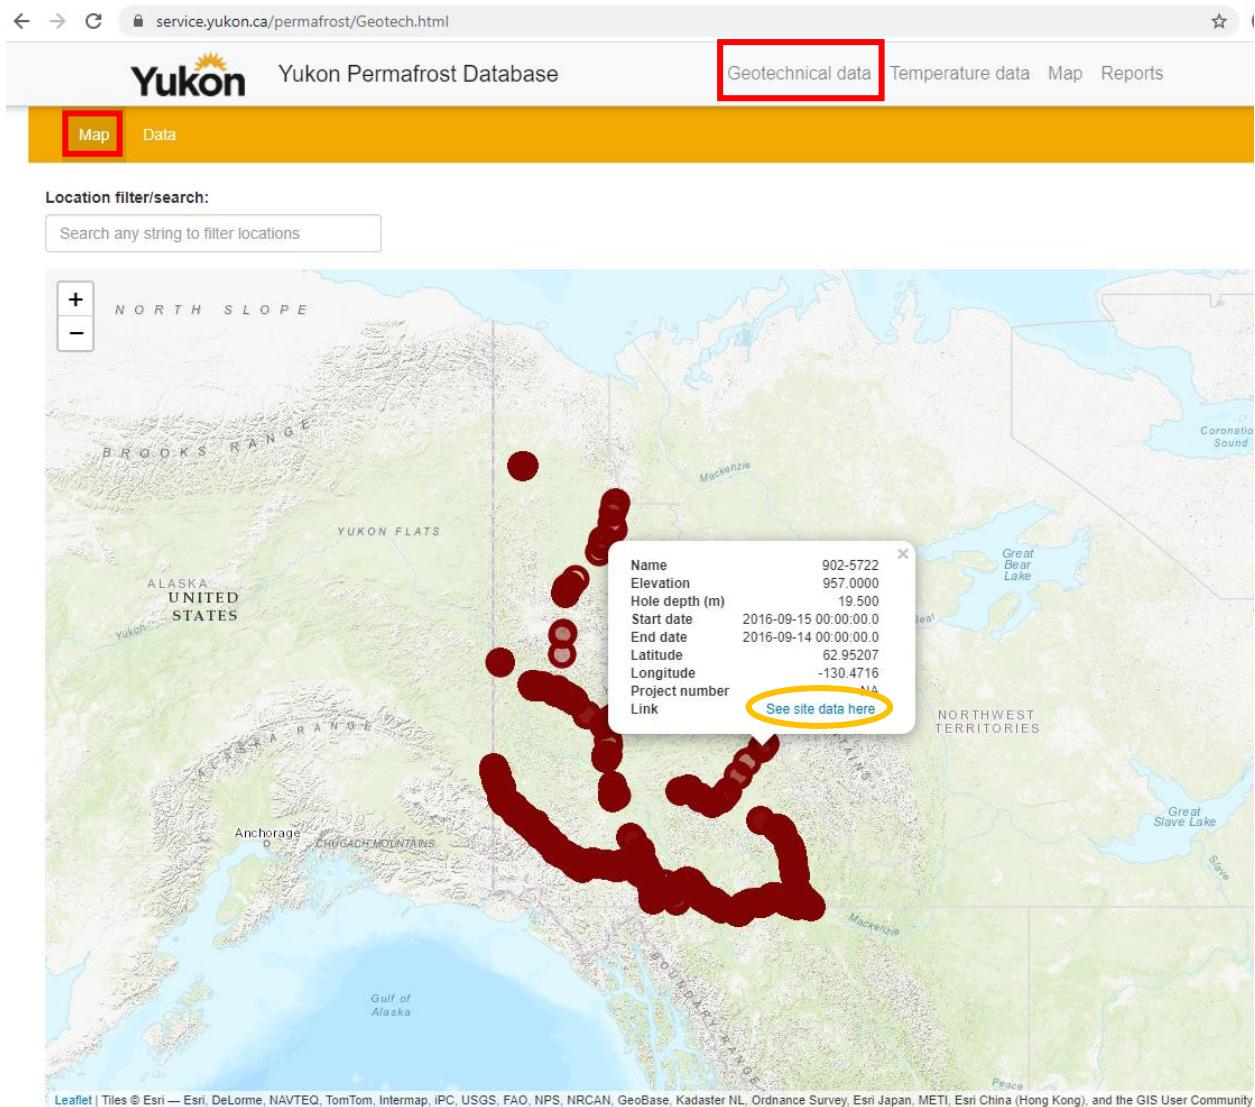 service.yukon.ca/permafrost/Geotech.html
Yukon
Yukon Permafrost Database
Geotechnical data Temperature data Map Reports
Map Data
Location filter/search:
Search any string to filter locations
+
−
NORTH SLOPE
BROOKS RANGE
Mackenzie
Coronatio
Sound
YUKON FLATS
Great
Bear
Lake
ALASKA
UNITED
STATES
Yukon
×
Name 902-5722
Elevation 957.0000
Hole depth (m) 19.500
Start date 2016-09-15 00:00:00.0
End date 2016-09-14 00:00:00.0
Latitude 62.95207
Longitude -130.4716
Project number NA
Link See site data here
NORTHWEST
TERRITORIES
ALASKA RANGE
Great
Slave Lake
Anchorage
CHUGACH MOUNTAINS
Slave
Mackenzie
Gulf of
Alaska
BOUNDARY RANGE
Peace
Leaflet | Tiles © Esri — Esri, DeLorme, NAVTEQ, TomTom, Intermap, iPC, USGS, FAO, NPS, NRCAN, GeoBase, Kadaster NL, Ordnance Survey, Esri Japan, METI, Esri China (Hong Kong), and the GIS User Community